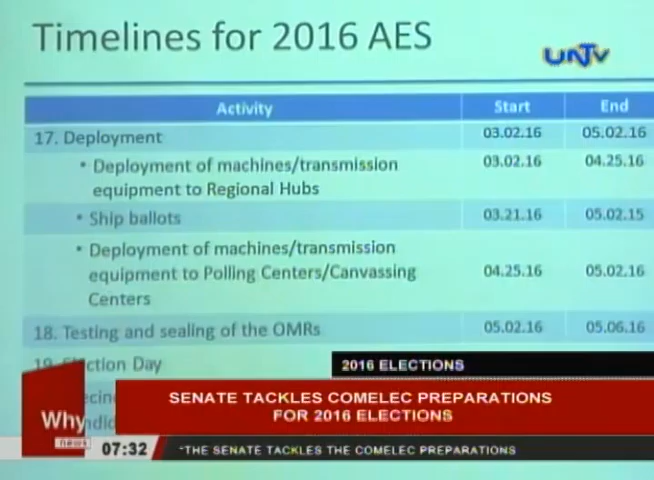 Timelines for 2016 AES
UNTV
Activity Start End
17. Deployment 03.02.16 05.02.16
• Deployment of machines/transmission equipment to Regional Hubs 03.02.16 04.25.16
• Ship ballots 03.21.16 05.02.15
• Deployment of machines/transmission equipment to Polling Centers/Canvassing Centers 04.25.16 05.02.16
18. Testing and sealing of the OMRs 05.02.16 05.06.16
19. Election Day
2016 ELECTIONS
SENATE TACKLES COMELEC PREPARATIONS
FOR 2016 ELECTIONS
Why
news
07:32
"THE SENATE TACKLES THE COMELEC PREPARATIONS